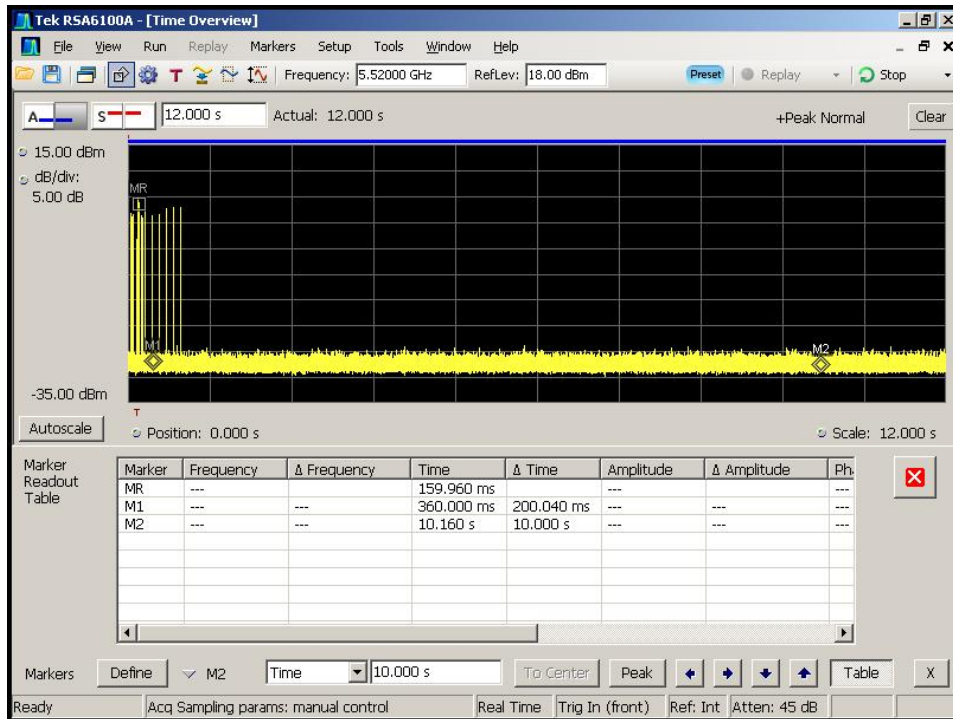 Tek RSA6100A - [Time Overview]
File View Run Replay Markers Setup Tools Window Help
T Frequency: 5.52000 GHz RefLev: 18.00 dBm Preset Replay Stop
A S 12.000 s Actual: 12.000 s +Peak Normal Clear
15.00 dBm
dB/div:
5.00 dB
MR
M1
M2
-35.00 dBm
T
Autoscale Position: 0.000 s Scale: 12.000 s
Marker Readout Table
Marker Frequency Δ Frequency Time Δ Time Amplitude Δ Amplitude Ph
MR --- 159.960 ms --- ---
M1 --- --- 360.000 ms 200.040 ms --- --- ---
M2 --- --- 10.160 s 10.000 s --- --- ---
Markers Define M2 Time 10.000 s To Center Peak Table X
Ready Acq Sampling params: manual control Real Time Trig In (front) Ref: Int Atten: 45 dB